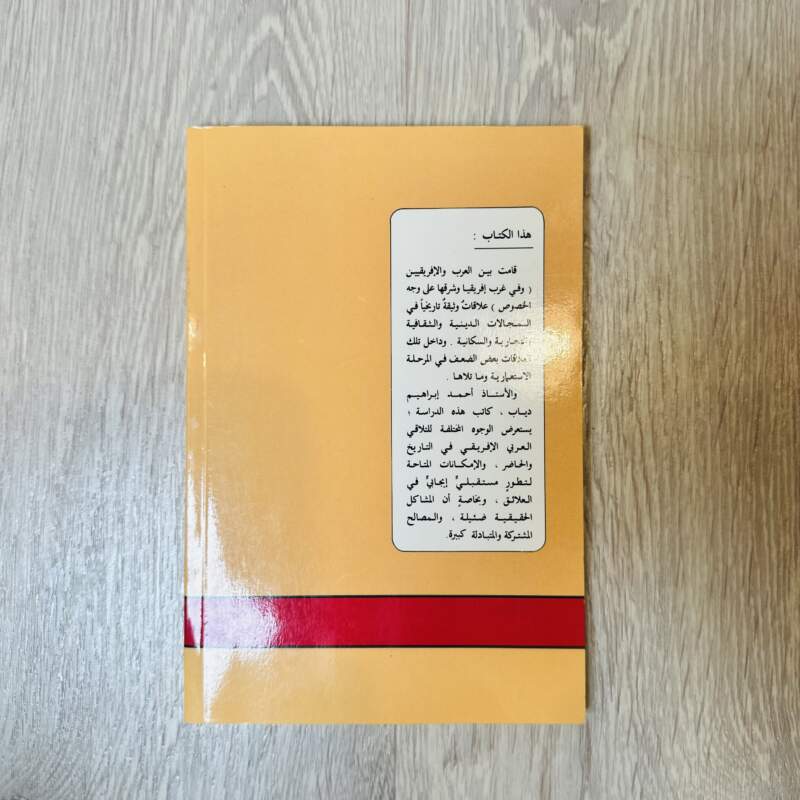 هذا الكتاب :
قامت بين العرب والإفريقيين
( وفي غرب إفريقيا وشرقها على وجه
الخصوص ) علاقاتٌ وثيقةٌ تاريخياً في
المجالات الدينية والثقافية
والتجارية والسكانية . وداخل تلك
العلاقات بعض الضعف في المرحلة
الاستعمارية وما تلاها .
والأستاذ أحمد إبراهيم
دياب ، كاتب هذه الدراسة ؛
يستعرض الوجوه المختلفة للتلاقي
العربي الإفريقي في التاريخ
والحاضر ، والإمكانات المتاحة
لتطورٍ مستقبليٍّ إيجابيٍّ في
العلائق ، وبخاصةٍ أن المشاكل
الحقيقية ضئيلة ، والمصالح
المشتركة والمتبادلة كبيرة .